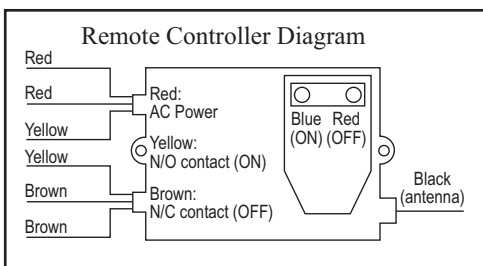 Remote Controller Diagram
Red
Red
Yellow
Yellow
Brown
Brown
Red:
AC Power
Yellow:
N/O contact (ON)
Brown:
N/C contact (OFF)
Blue Red
(ON) (OFF)
Black
(antenna)